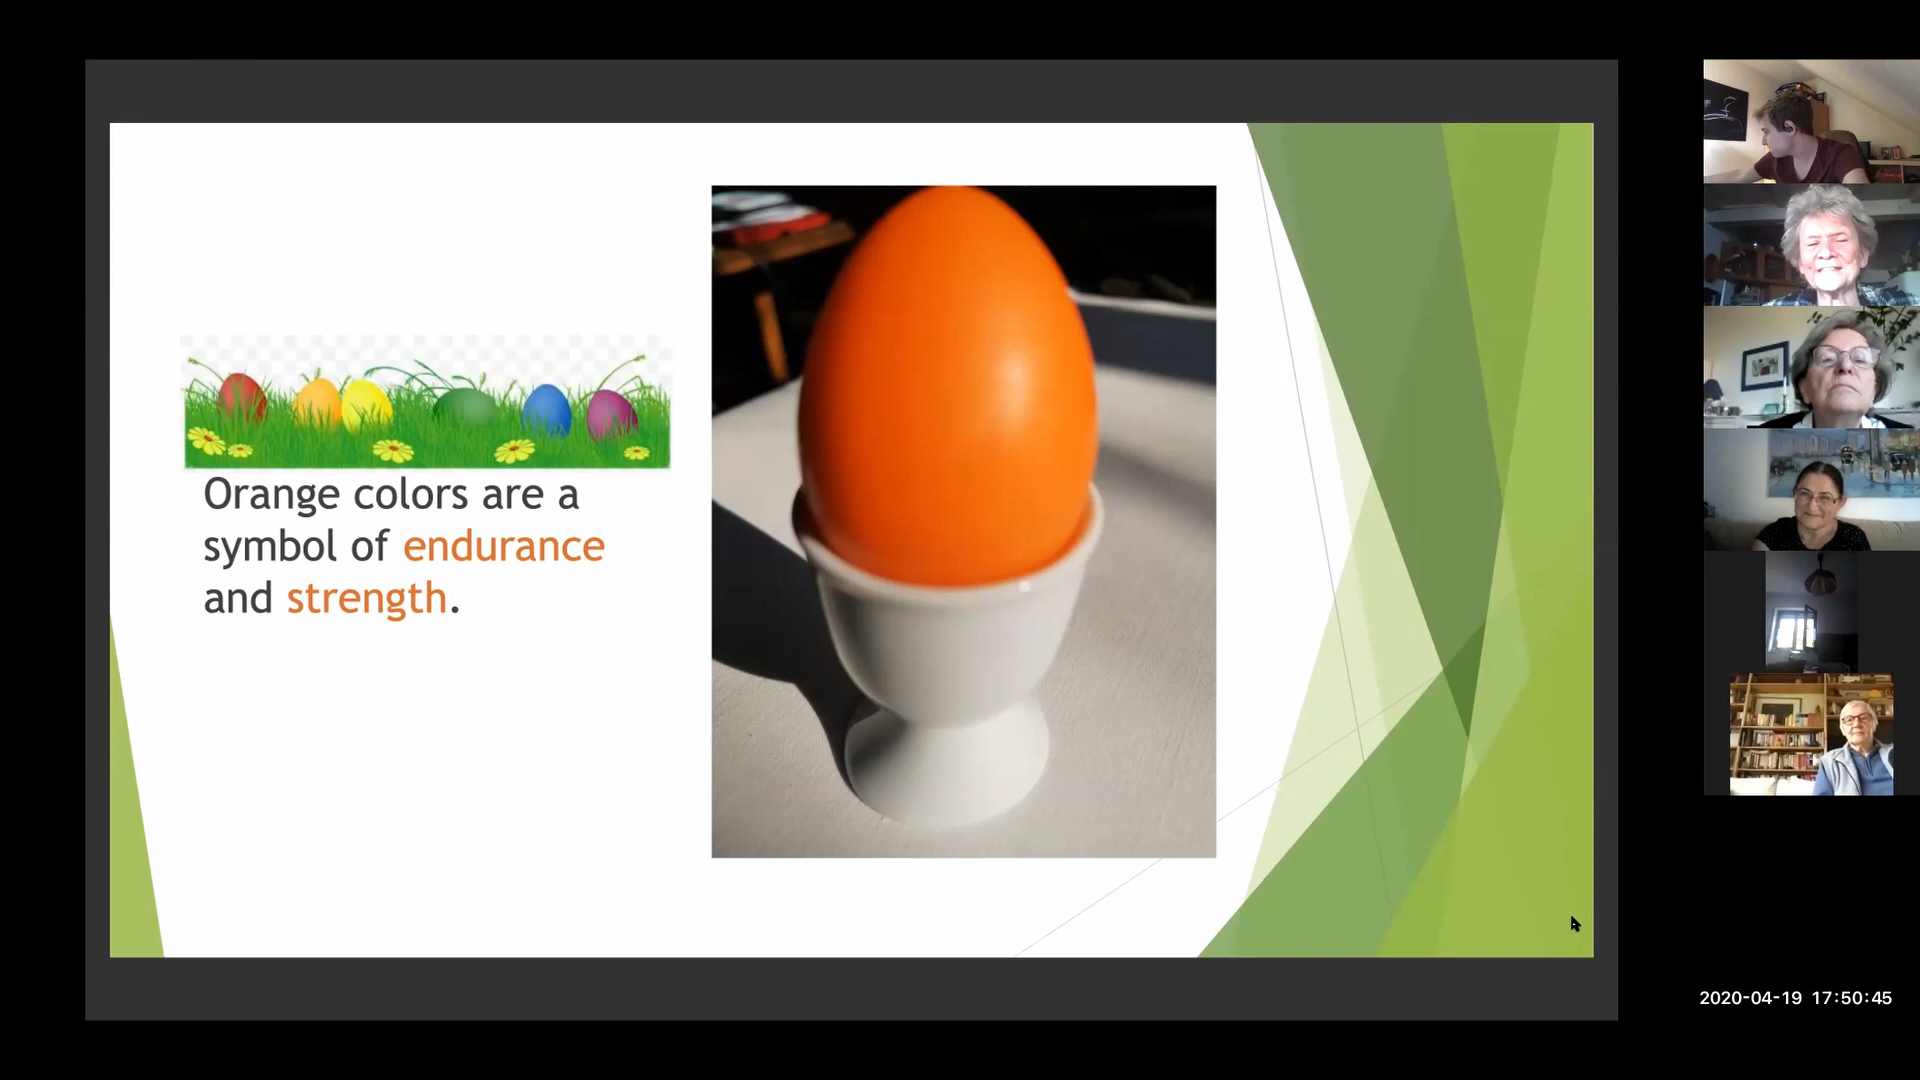 Orange colors are a
symbol of endurance
and strength.
2020-04-19 17:50:45